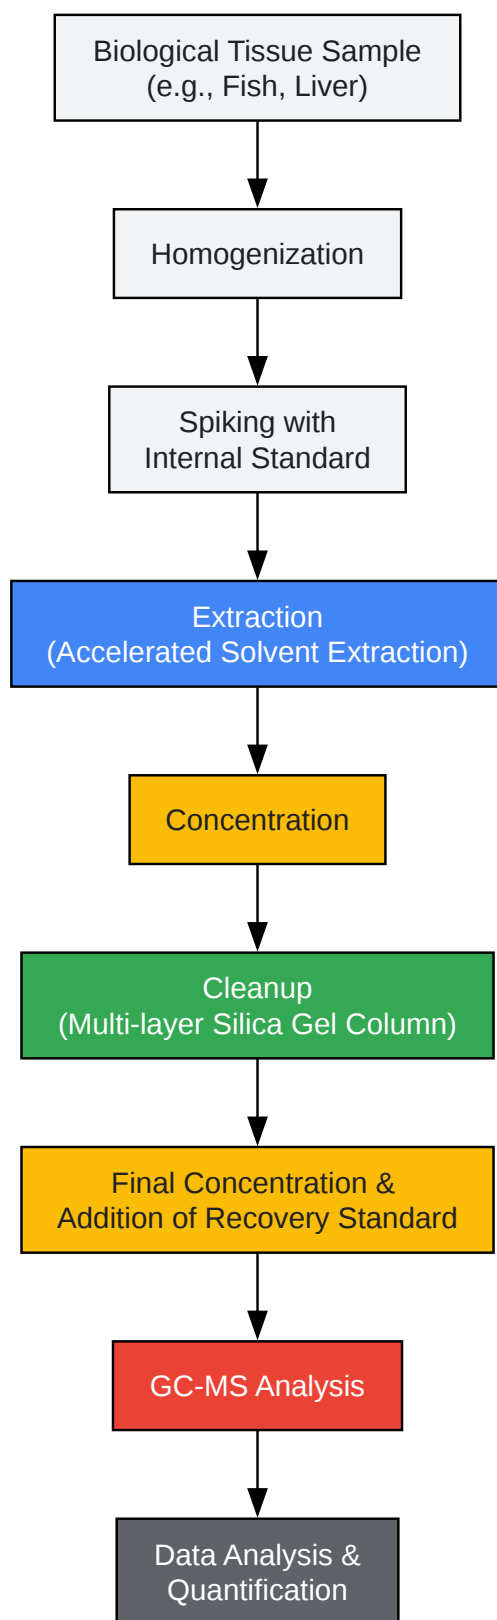 Biological Tissue Sample
(e.g., Fish, Liver)
Homogenization
Spiking with
Internal Standard
Extraction
(Accelerated Solvent Extraction)
Concentration
Cleanup
(Multi-layer Silica Gel Column)
Final Concentration &
Addition of Recovery Standard
GC-MS Analysis
Data Analysis &
Quantification